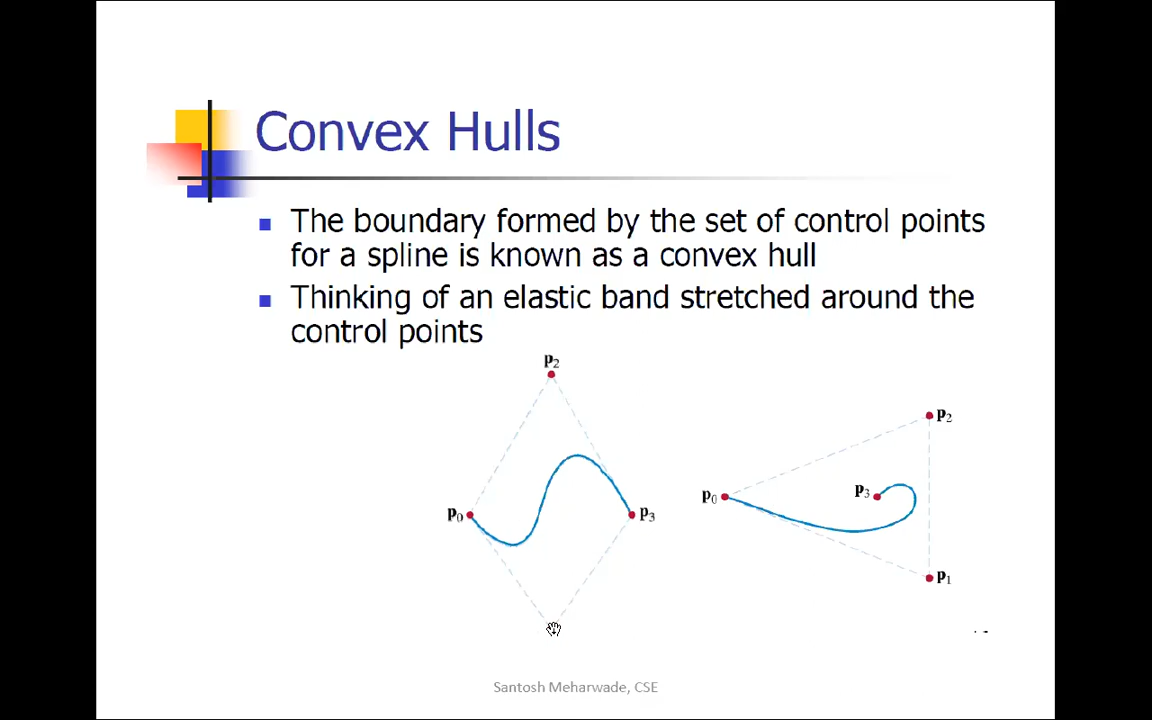 Convex Hulls
The boundary formed by the set of control points
for a spline is known as a convex hull
Thinking of an elastic band stretched around the
control points
p2
p0
p3
p2
p0
p3
p1
Santosh Meharwade, CSE